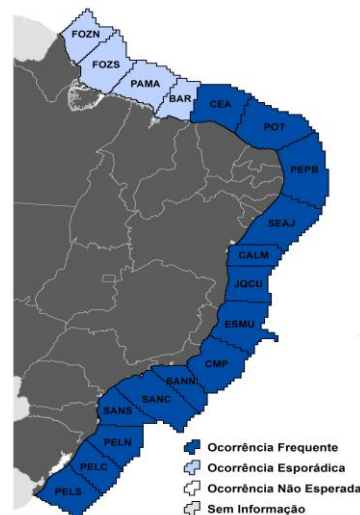 FOZN
FOZS
PAMA
BAR
CEA
POT
PEPB
SEAJ
CALM
JQCU
ESMU
CMP
SANN
SANC
SANS
PELN
PELC
PELS
Ocorrência Frequente
Ocorrência Esporádica
Ocorrência Não Esperada
Sem Informação